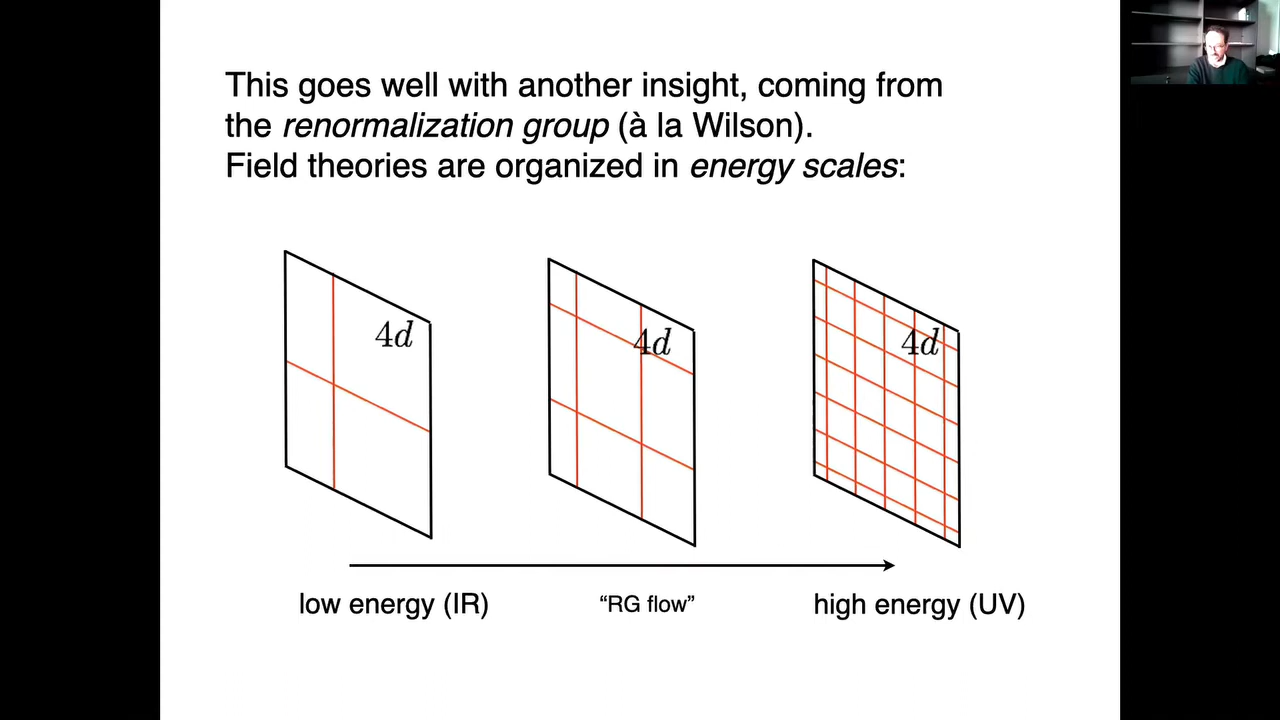 This goes well with another insight, coming from
the renormalization group (à la Wilson).
Field theories are organized in energy scales:
4d
4d
4d
low energy (IR)
“RG flow”
high energy (UV)